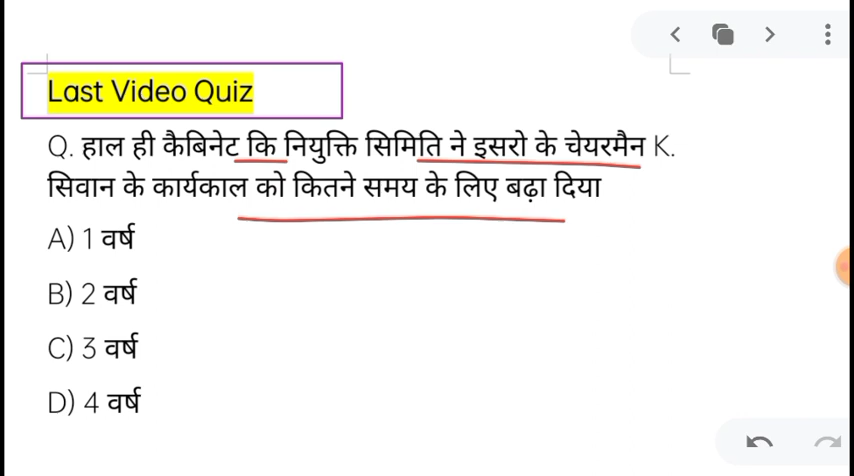 Last Video Quiz
Q. हाल ही कैबिनेट कि नियुक्ति सिमिति ने इसरो के चेयरमैन K.
सिवान के कार्यकाल को कितने समय के लिए बढ़ा दिया
A) 1 वर्ष
B) 2 वर्ष
C) 3 वर्ष
D) 4 वर्ष